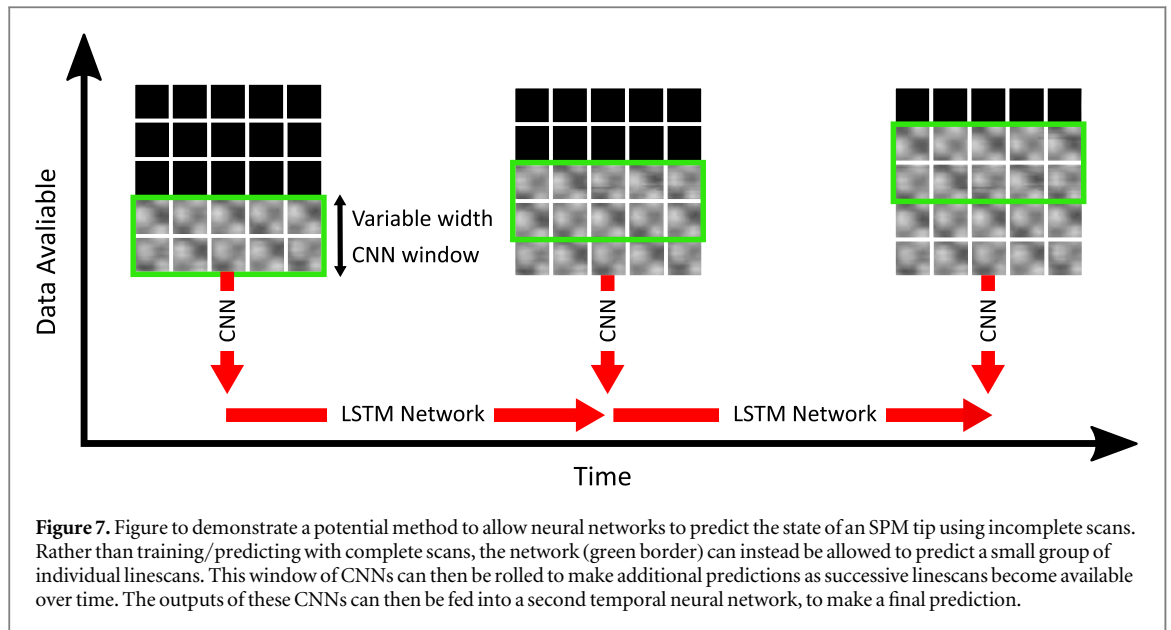 Data Avaliable
Variable width
CNN window
CNN
CNN
CNN
LSTM Network
LSTM Network
Time
Figure 7. Figure to demonstrate a potential method to allow neural networks to predict the state of an SPM tip using incomplete scans.
Rather than training/predicting with complete scans, the network (green border) can instead be allowed to predict a small group of
individual linescans. This window of CNNs can then be rolled to make additional predictions as successive linescans become available
over time. The outputs of these CNNs can then be fed into a second temporal neural network, to make a final prediction.